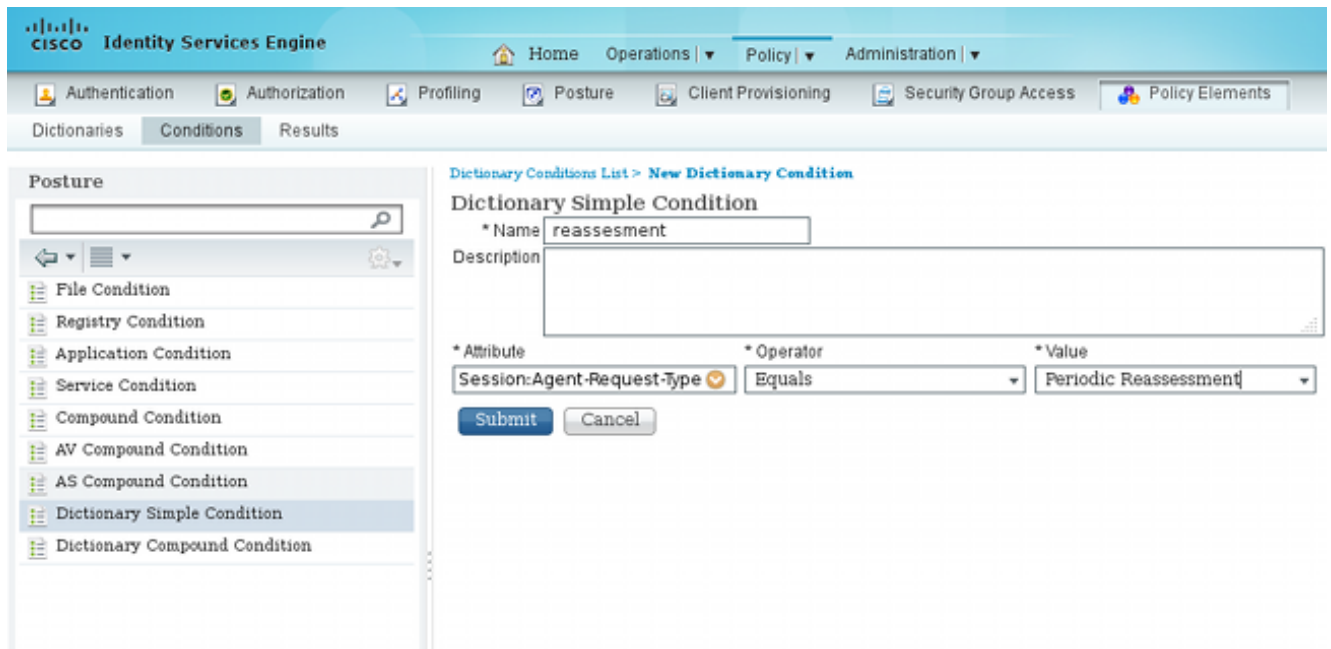 CISCO Identity Services Engine
Home Operations | Policy | Administration |
Authentication Authorization Profiling Posture Client Provisioning Security Group Access Policy Elements
Dictionaries Conditions Results
Posture
File Condition
Registry Condition
Application Condition
Service Condition
Compound Condition
AV Compound Condition
AS Compound Condition
Dictionary Simple Condition
Dictionary Compound Condition
Dictionary Conditions List > New Dictionary Condition
Dictionary Simple Condition
* Name reassesment
Description
* Attribute * Operator * Value
Session:Agent-Request-Type Equals Periodic Reassessment
Submit Cancel